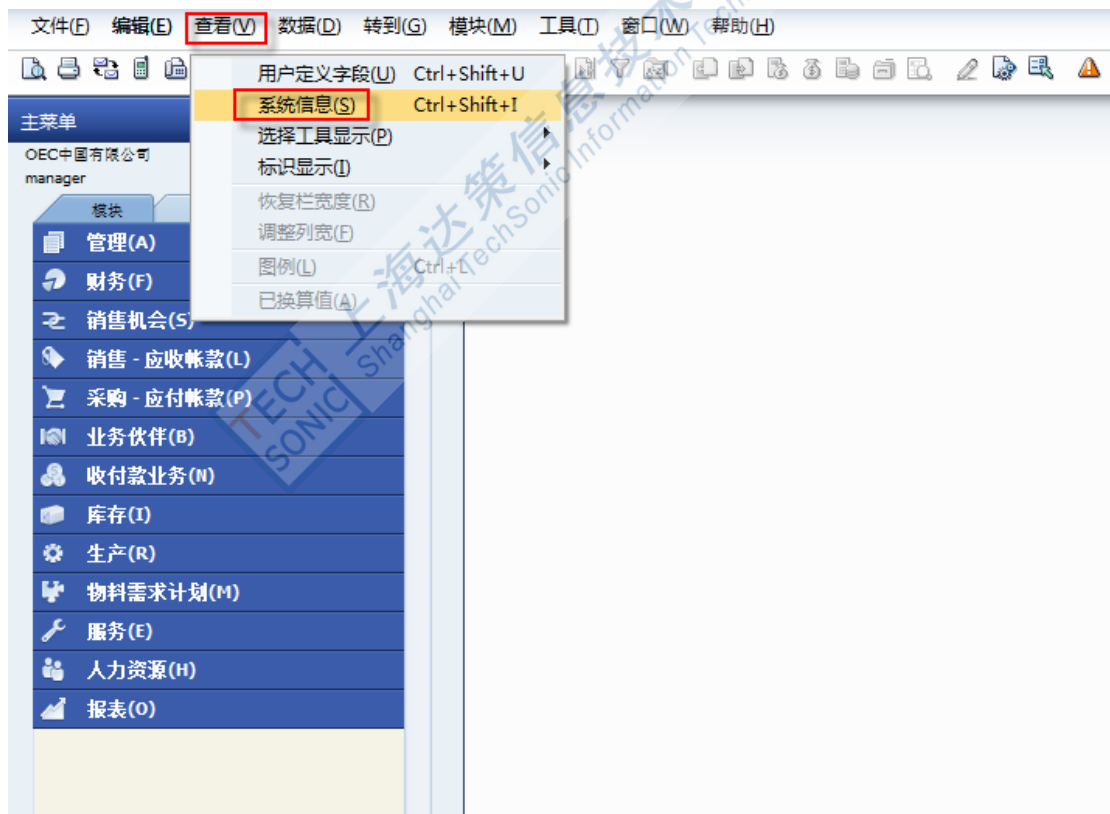 文件(F) 编辑(E) 查看(V) 数据(D) 转到(G) 模块(M) 工具(T) 窗口(W) 帮助(H)
用户定义字段(U) Ctrl+Shift+U
系统信息(S) Ctrl+Shift+I
选择工具显示(P)
标识显示(I)
恢复栏宽度(R)
调整列宽(F)
图例(L) Ctrl+L
已换算值(A)
主菜单
OEC中国有限公司
manager
模块
管理(A)
财务(F)
销售机会(S)
销售 - 应收帐款(L)
采购 - 应付帐款(P)
业务伙伴(B)
收付款业务(N)
库存(I)
生产(R)
物料需求计划(M)
服务(E)
人力资源(H)
报表(O)
TECH
SONIC
上海达策信息技术
Shanghai TechSonic Information Tech